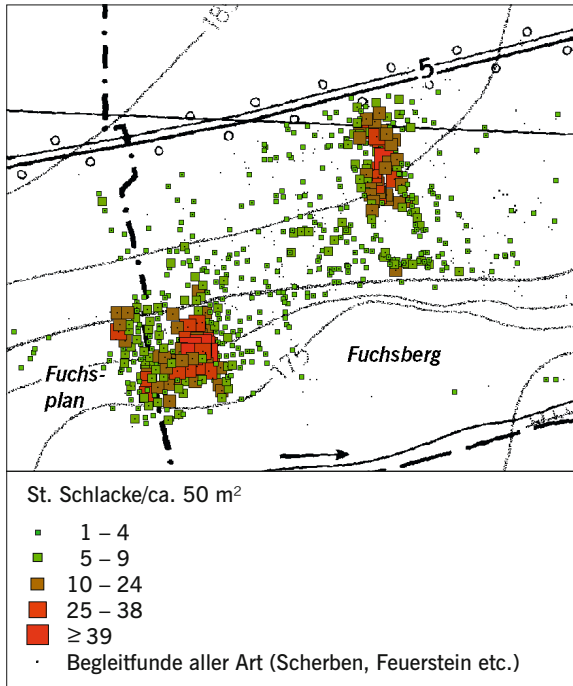 5
Fuchs-
plan
175
Fuchsberg
St. Schlacke/ca. 50 m²
1 – 4
5 – 9
10 – 24
25 – 38
≥ 39
Begleitfunde aller Art (Scherben, Feuerstein etc.)